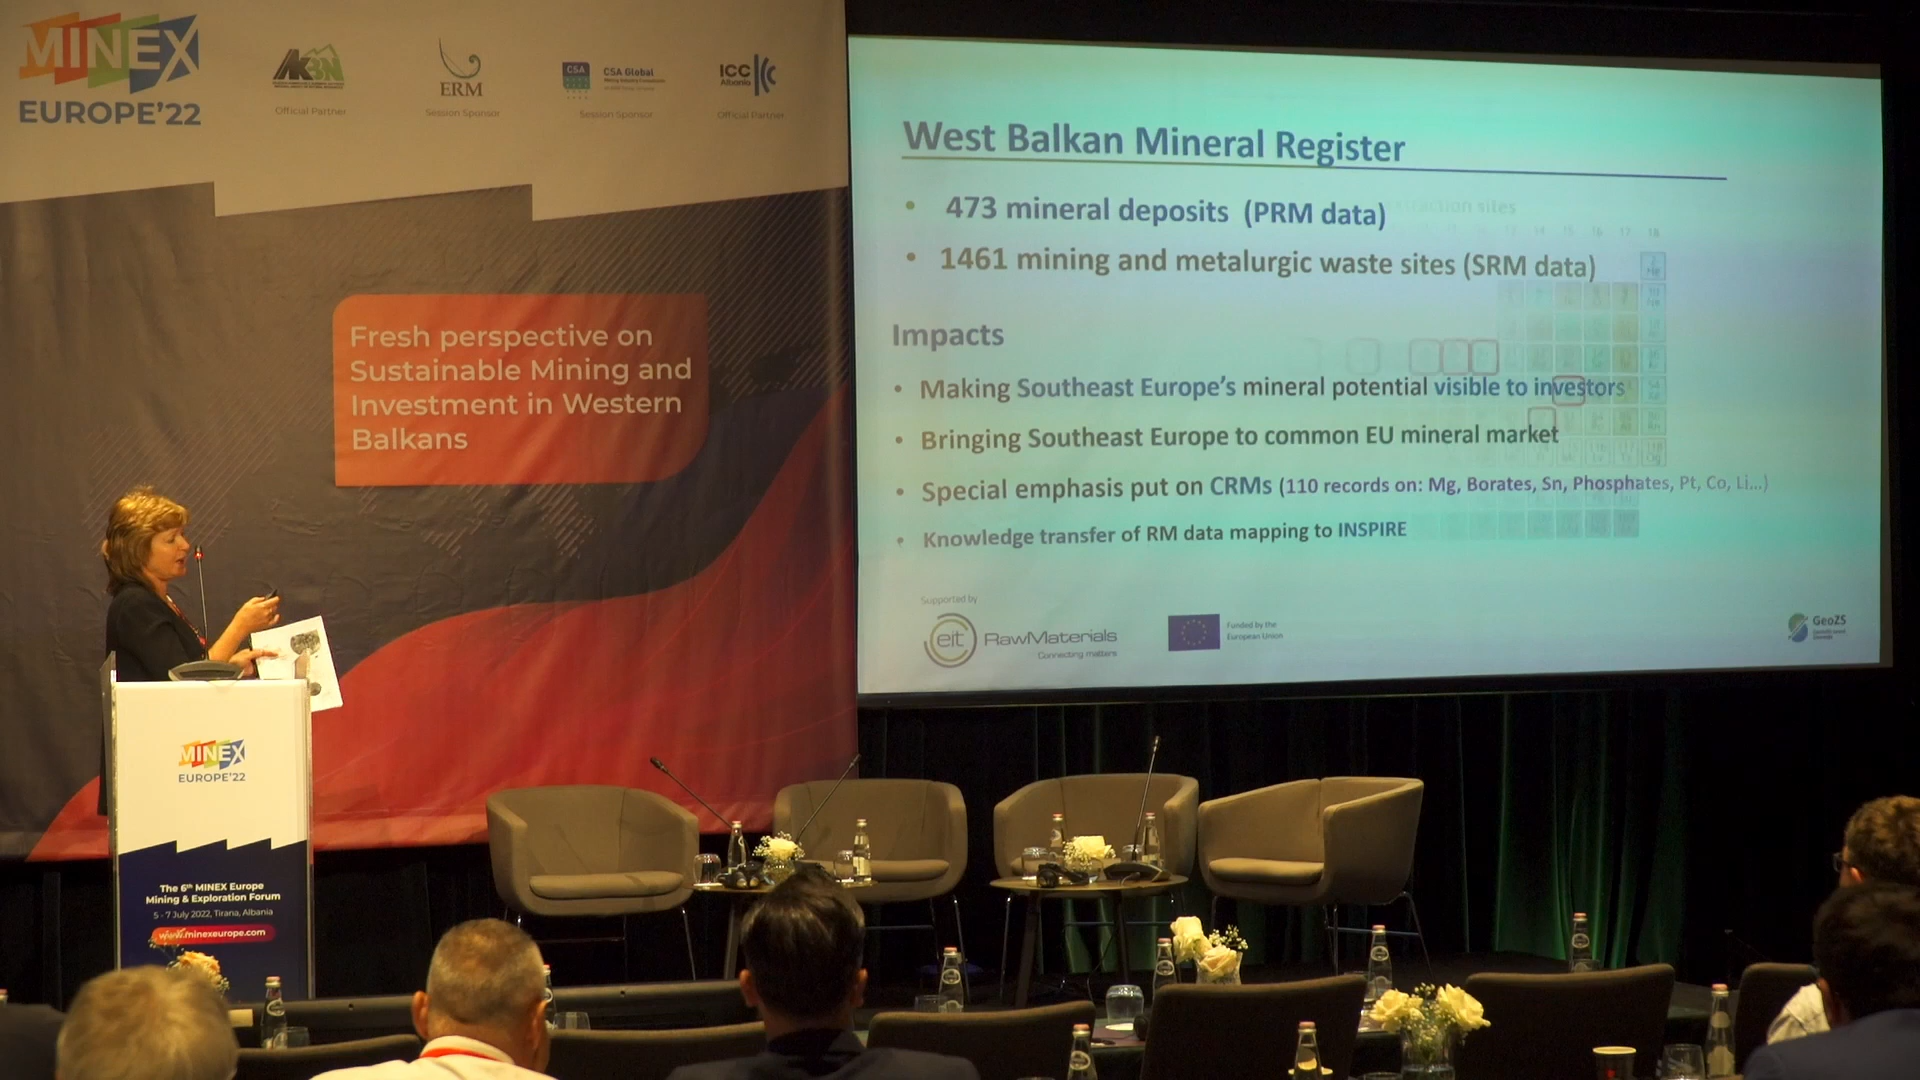 MINEX
EUROPE'22
AKBN
Official Partner
ERM
Session Sponsor
CSA
CSA Global
Session Sponsor
ICC
Albania
Official Partner
Fresh perspective on
Sustainable Mining and
Investment in Western
Balkans
West Balkan Mineral Register
• 473 mineral deposits (PRM data)
• 1461 mining and metalurgic waste sites (SRM data)
Impacts
• Making Southeast Europe's mineral potential visible to investors
• Bringing Southeast Europe to common EU mineral market
• Special emphasis put on CRMs (110 records on: Mg, Borates, Sn, Phosphates, Pt, Co, Li...)
• Knowledge transfer of RM data mapping to INSPIRE
Supported by
eit RawMaterials
Connecting matters
Funded by the
European Union
GeoZS
MINEX
EUROPE'22
The 6th MINEX Europe
Mining & Exploration Forum
5 - 7 July 2022, Tirana, Albania
www.minexeurope.com